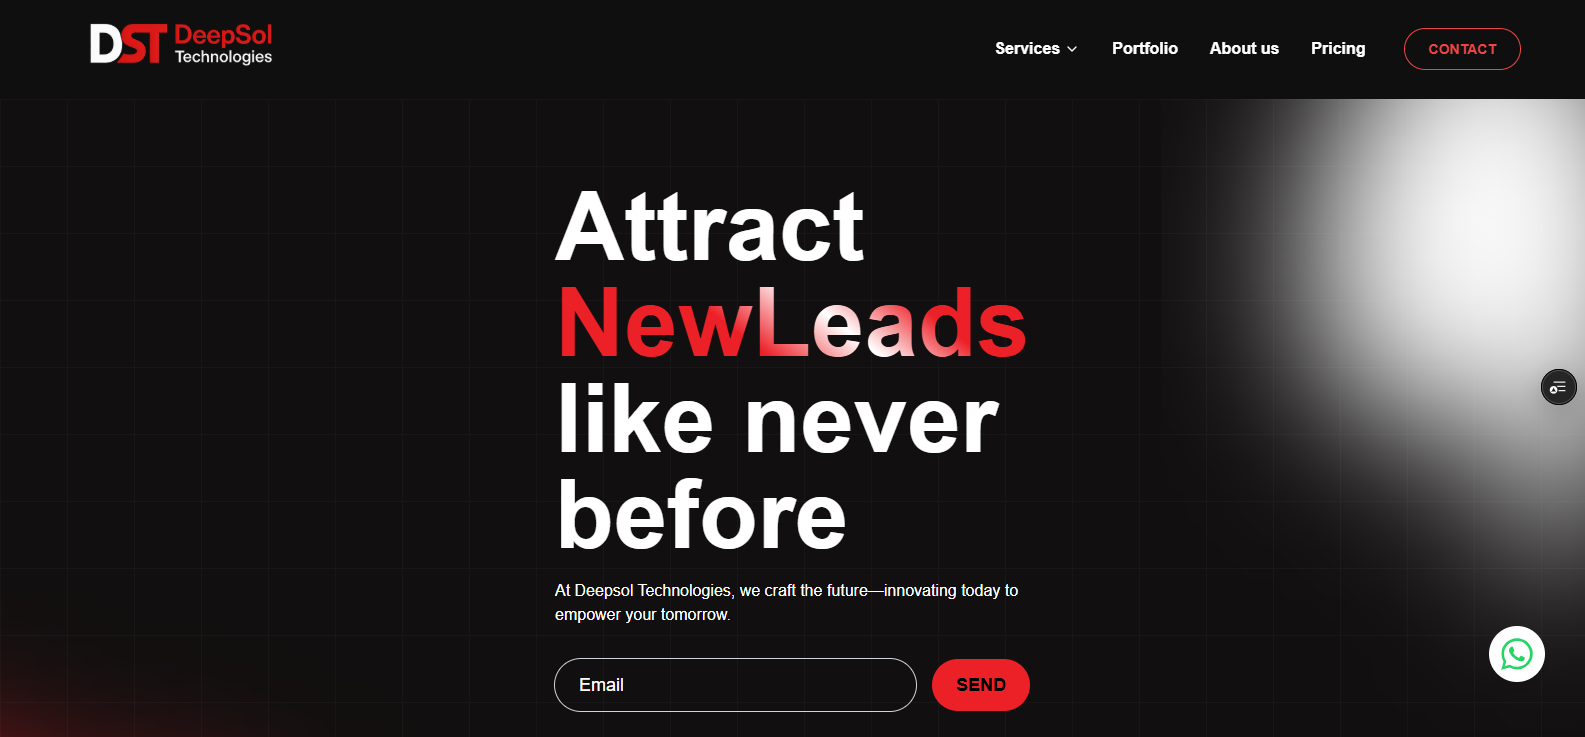 DST DeepSol
Technologies
Services
Portfolio
About us
Pricing
CONTACT
Attract
NewLeads
like never
before
At Deepsol Technologies, we craft the future—innovating today to
empower your tomorrow.
Email
SEND